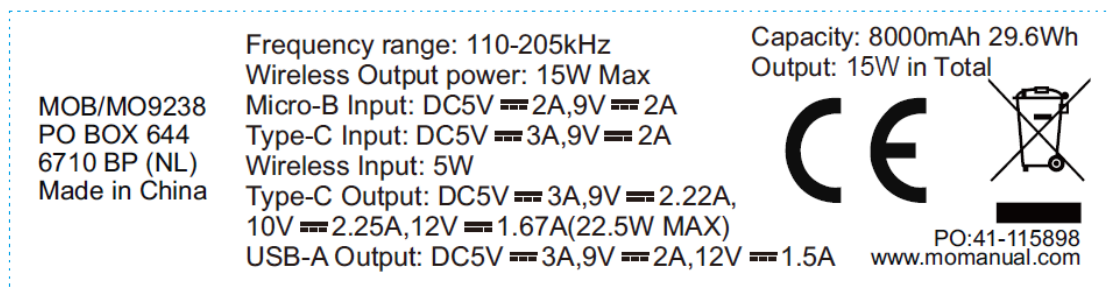 MOB/MO9238
PO BOX 644
6710 BP (NL)
Made in China
Frequency range: 110-205kHz
Wireless Output power: 15W Max
Micro-B Input: DC5V ⎓ 2A,9V ⎓ 2A
Type-C Input: DC5V ⎓ 3A,9V ⎓ 2A
Wireless Input: 5W
Type-C Output: DC5V ⎓ 3A,9V ⎓ 2.22A,
10V ⎓ 2.25A,12V ⎓ 1.67A(22.5W MAX)
USB-A Output: DC5V ⎓ 3A,9V ⎓ 2A,12V ⎓ 1.5A
Capacity: 8000mAh 29.6Wh
Output: 15W in Total
CE
PO:41-115898
www.momanual.com